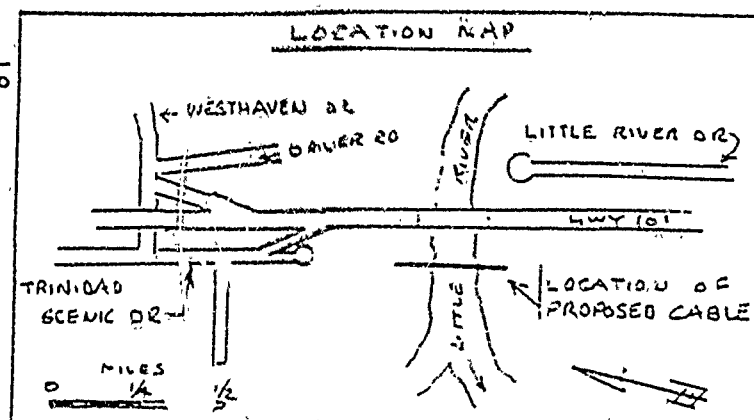 LOCATION MAP
WESTHAVEN DR
RIVER
LITTLE RIVER DR
HWY 101
TRINIDAD
SCENIC DR
LITTLE
LOCATION OF
PROPOSED CABLE
MILES
0 1/4 1/2